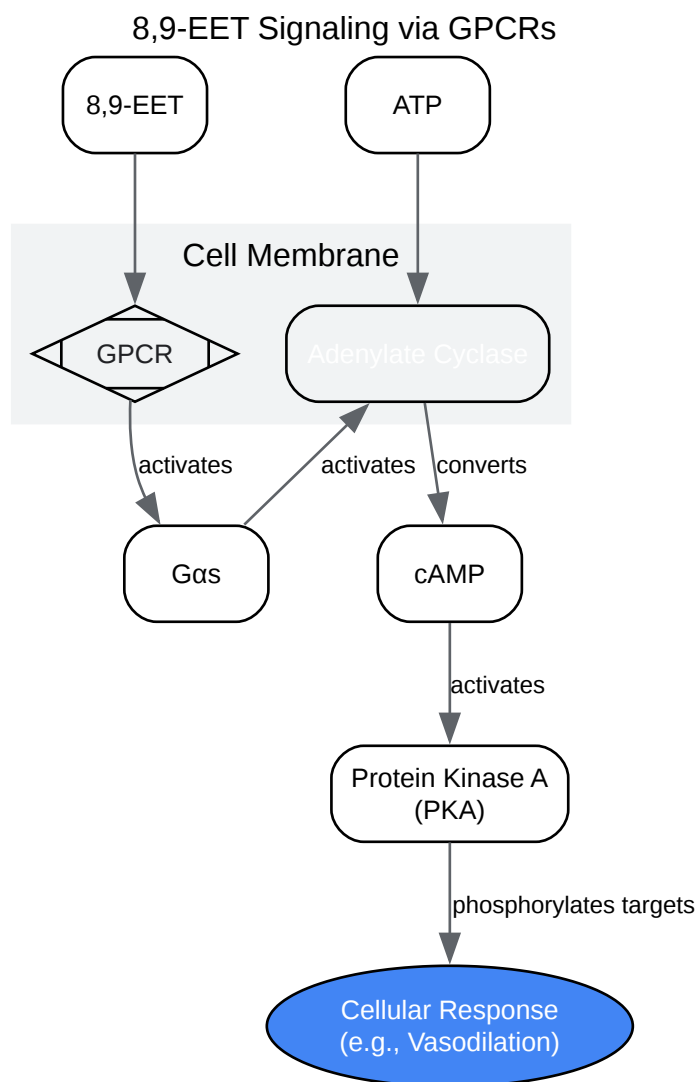 8,9-EET Signaling via GPCRs
8,9-EET
ATP
Cell Membrane
GPCR
Adenylate Cyclase
activates
activates
converts
Gαs
cAMP
activates
Protein Kinase A
(PKA)
phosphorylates targets
Cellular Response
(e.g., Vasodilation)